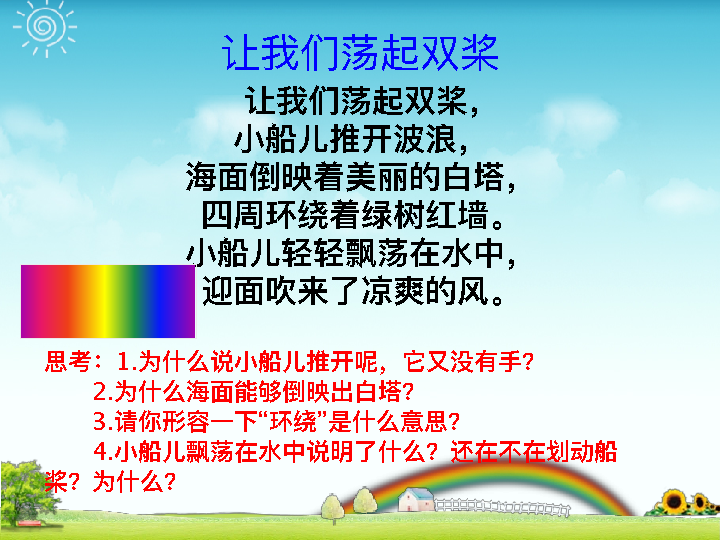 让我们荡起双桨
让我们荡起双桨，
小船儿推开波浪，
海面倒映着美丽的白塔，
四周环绕着绿树红墙。
小船儿轻轻飘荡在水中，
迎面吹来了凉爽的风。
思考：1.为什么说小船儿推开呢，它又没有手？
2.为什么海面能够倒映出白塔？
3.请你形容一下“环绕”是什么意思？
4.小船儿飘荡在水中说明了什么？还在不在划动船
桨？为什么？